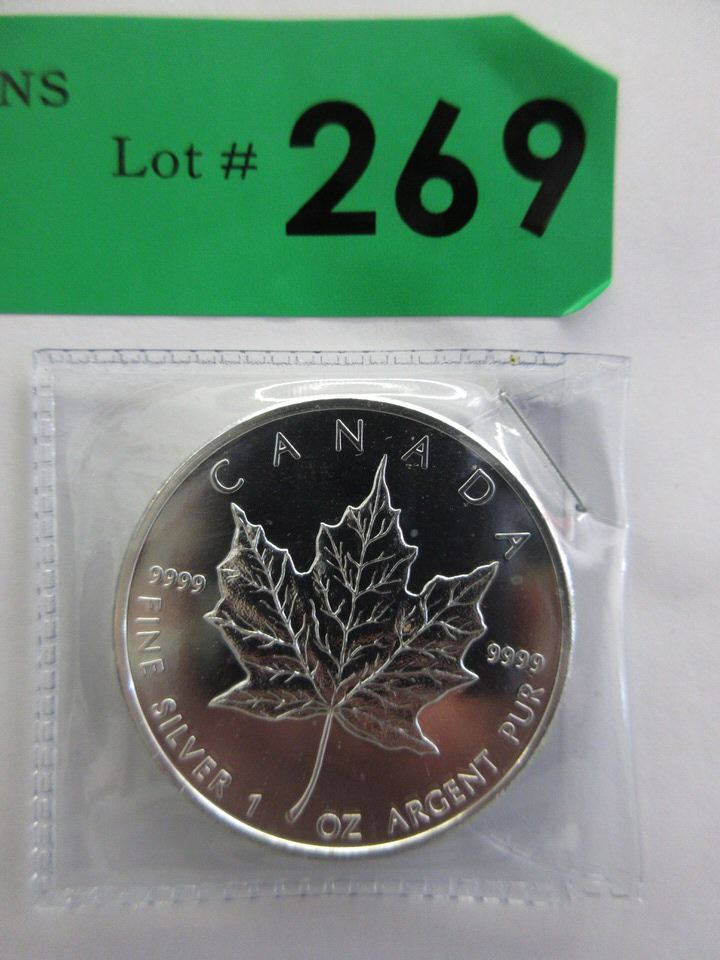 NS
Lot # 269
CANADA
9999
9999
FINE SILVER 1 OZ ARGENT PUR